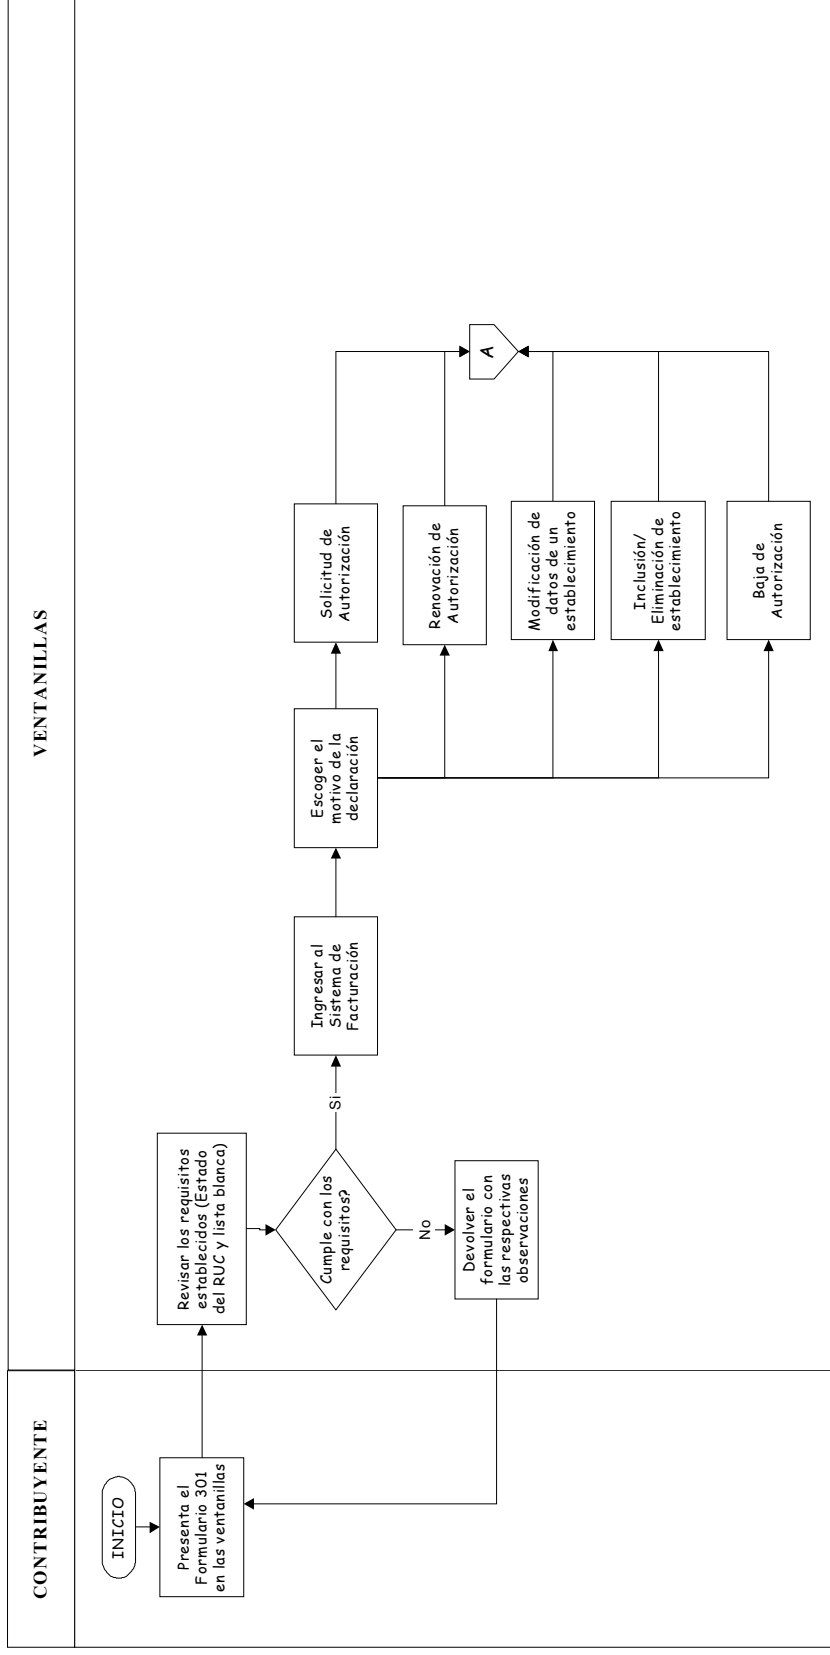 CONTRIBUYENTE
VENTANILLAS
INICIO
Presenta el
Formulario 301
en las ventanillas
Revisar los requisitos
establecidos (Estado
del RUC y lista blanca)
Cumple con los
requisitos?
Si
No
Devolver el
formulario con
las respectivas
observaciones
Ingresar al
Sistema de
Facturación
Escoger el
motivo de la
declaración
Solicitud de
Autorización
Renovación de
Autorización
Modificación de
datos de un
establecimiento
Inclusión/
Eliminación de
establecimiento
Baja de
Autorización
A